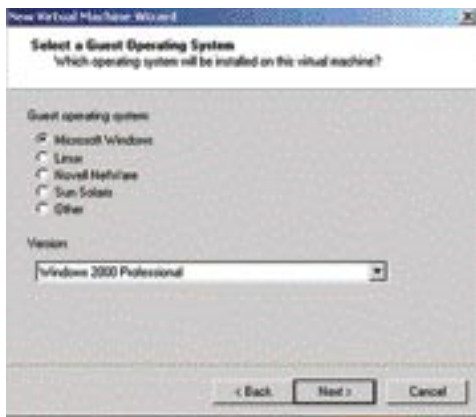 New Virtual Machine Wizard
Select a Guest Operating System
Which operating system will be installed on this virtual machine?
Guest operating system
Microsoft Windows
Linux
Novell NetWare
Sun Solaris
Other
Version
Windows 2000 Professional
< Back Next > Cancel